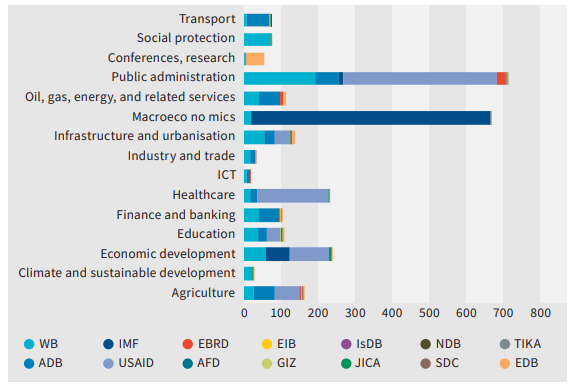 Transport
Social protection
Conferences, research
Public administration
Oil, gas, energy, and related services
Macroeco no mics
Infrastructure and urbanisation
Industry and trade
ICT
Healthcare
Finance and banking
Education
Economic development
Climate and sustainable development
Agriculture
0 100 200 300 400 500 600 700 800
WB IMF EBRD EIB IsDB NDB TIKA
ADB USAID AFD GIZ JICA SDC EDB